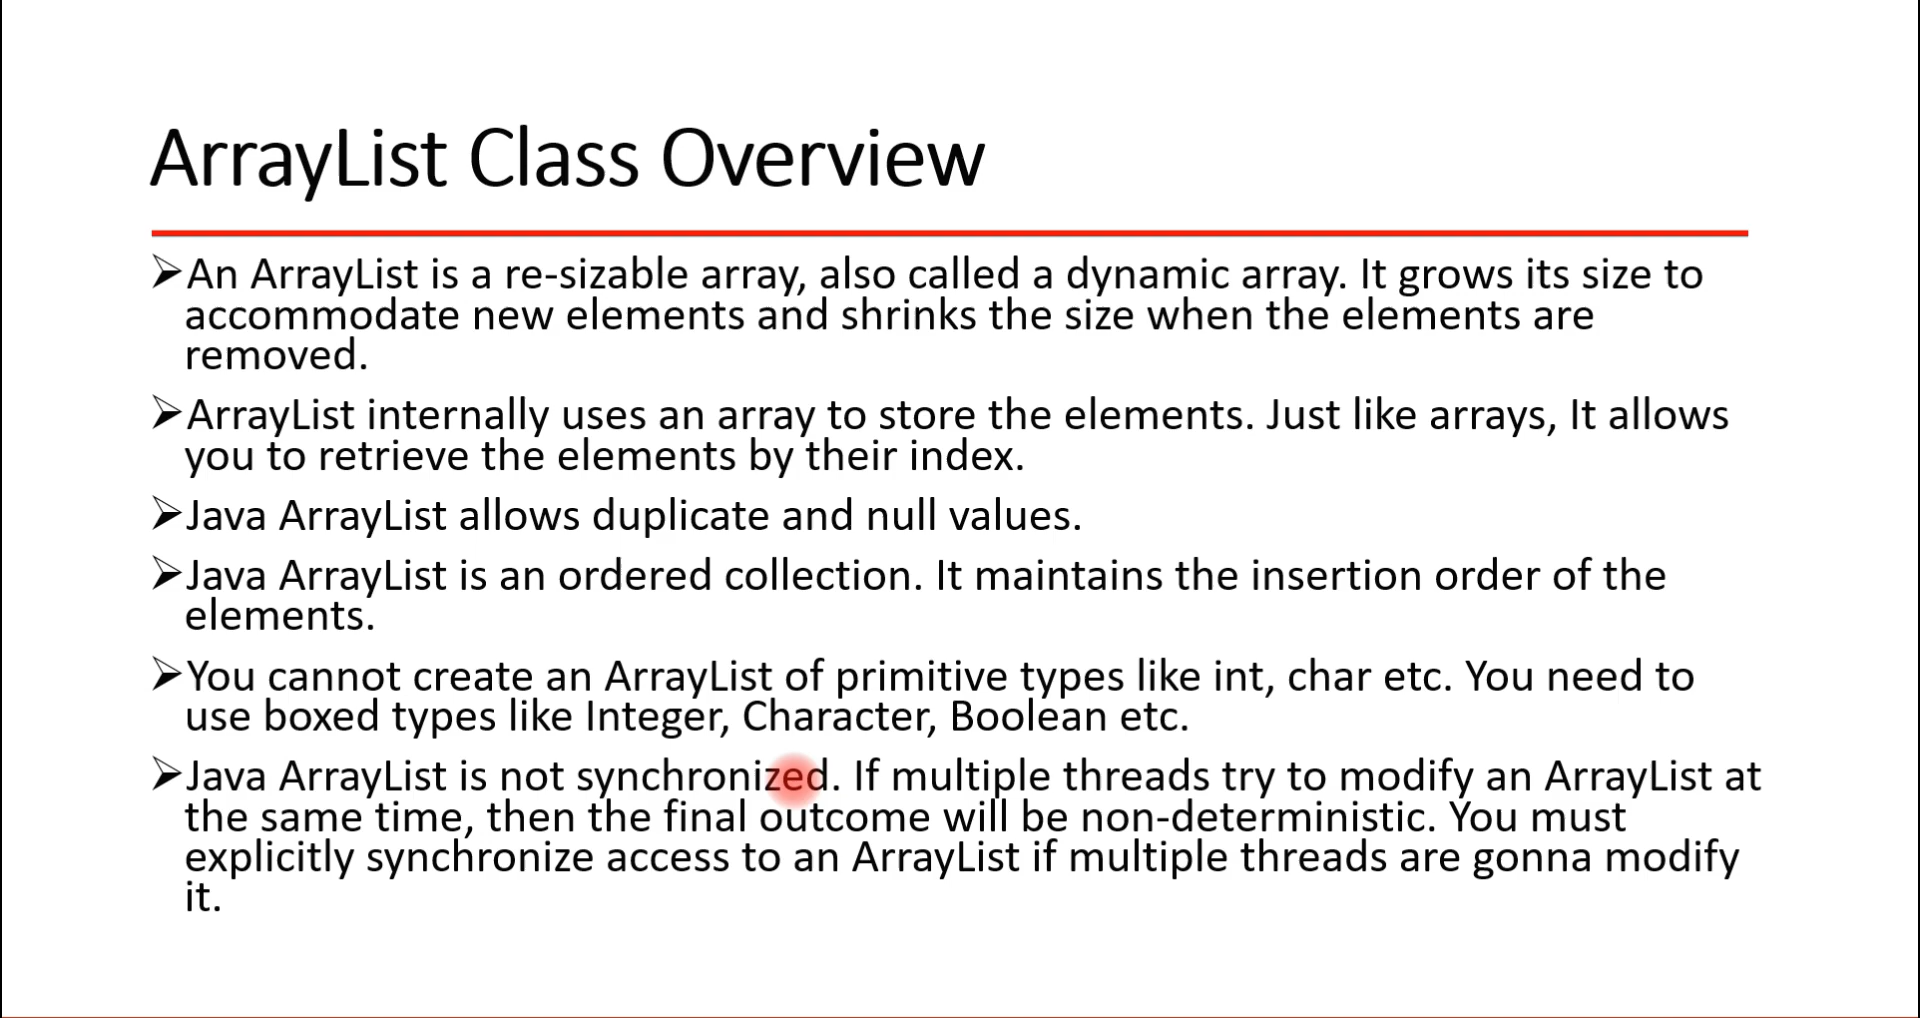 ArrayList Class Overview
➢An ArrayList is a re-sizable array, also called a dynamic array. It grows its size to
accommodate new elements and shrinks the size when the elements are
removed.
➢ArrayList internally uses an array to store the elements. Just like arrays, It allows
you to retrieve the elements by their index.
➢Java ArrayList allows duplicate and null values.
➢Java ArrayList is an ordered collection. It maintains the insertion order of the
elements.
➢You cannot create an ArrayList of primitive types like int, char etc. You need to
use boxed types like Integer, Character, Boolean etc.
➢Java ArrayList is not synchronized. If multiple threads try to modify an ArrayList at
the same time, then the final outcome will be non-deterministic. You must
explicitly synchronize access to an ArrayList if multiple threads are gonna modify
it.